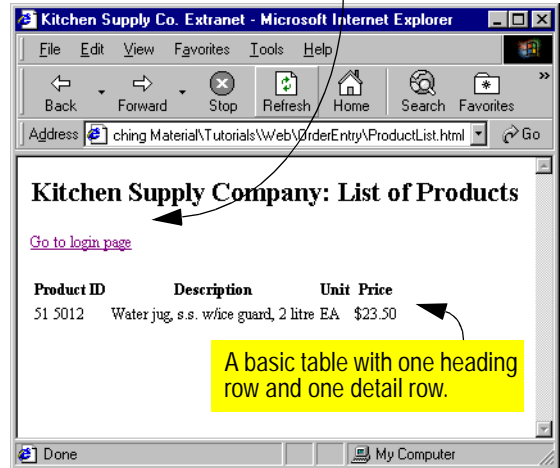 Kitchen Supply Co. Extranet - Microsoft Internet Explorer
File Edit View Favorites Tools Help
Back Forward Stop Refresh Home Search Favorites »
Address ching Material\Tutorials\Web\OrderEntry\ProductList.html Go
Kitchen Supply Company: List of Products
Go to login page
Product ID Description Unit Price
51 5012 Water jug, s.s. w/ice guard, 2 litre EA $23.50
A basic table with one heading
row and one detail row.
Done My Computer